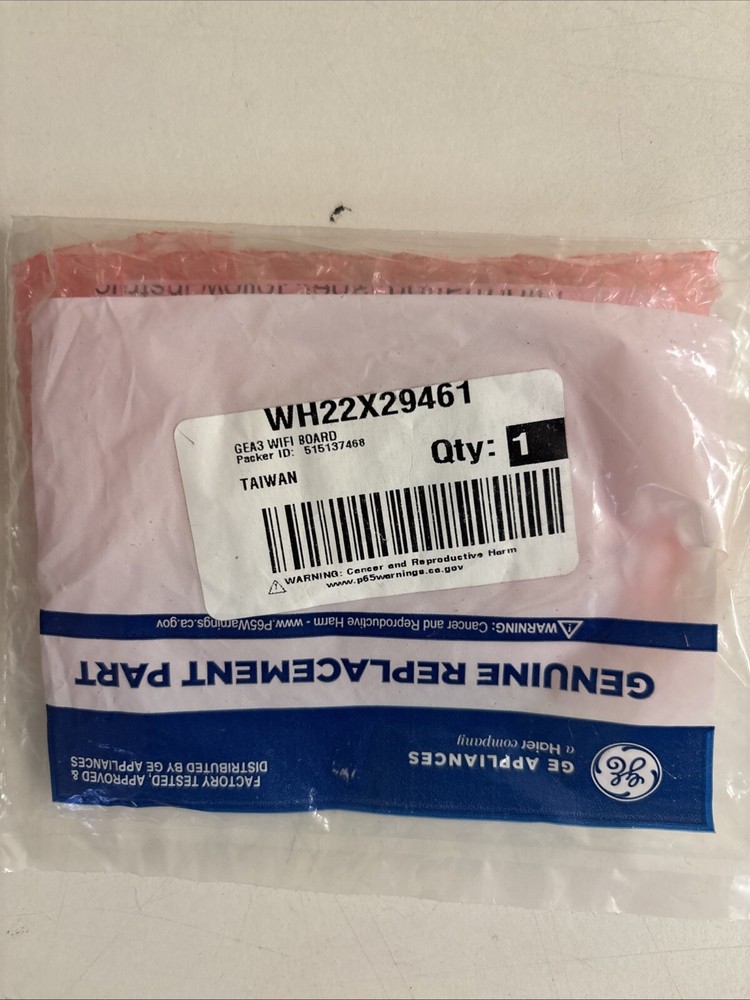 WH22X29461
GEA3 WIFI BOARD
Packer ID: 515137468
Qty: 1
TAIWAN
WARNING: Cancer and Reproductive Harm
www.p65warnings.ca.gov
WARNING: Cancer and Reproductive Harm - www.P65Warnings.ca.gov
GENUINE REPLACEMENT PART
GE
GE APPLIANCES
a Haier company
FACTORY TESTED, APPROVED &
DISTRIBUTED BY GE APPLIANCES